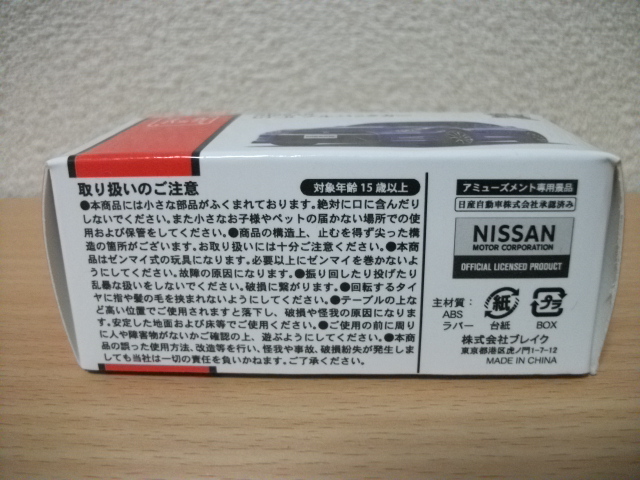 取り扱いのご注意
対象年齢15歳以上
●本商品には小さな部品がふくまれております。絶対に口に含んだり
しないでください。また小さなお子様やペットの届かない場所での使
用および保管をしてください。●商品の構造上、止むを得ず尖った構
造の箇所がございます。お取り扱いには十分ご注意ください。●本商
品はゼンマイ式の玩具になります。必要以上にゼンマイを巻かないよ
うにしてください。故障の原因になります。●振り回したり投げたり
乱暴な扱いをしないでください。破損に繋がります。●回転するタイ
ヤに指や髪の毛を挟まれないようにしてください。●テーブルの上な
ど高い位置でご使用されますと落下し、破損や怪我の原因になりま
す。安定した地面および床等でご使用ください。●ご使用の前に周り
に人や障害物がないかご確認の上、遊ぶようにしてください。●本商
品の誤った使用方法、改造等を行い、怪我や事故、破損紛失が発生しま
しても当社は一切の責任を負いかねます。ご了承ください。
アミューズメント専用景品
日産自動車株式会社承認済み
NISSAN
MOTOR CORPORATION
OFFICIAL LICENSED PRODUCT
主材質:
ABS
ラバー
紙
台紙
プラ
BOX
株式会社ブレイク
東京都港区虎ノ門1-7-12
MADE IN CHINA